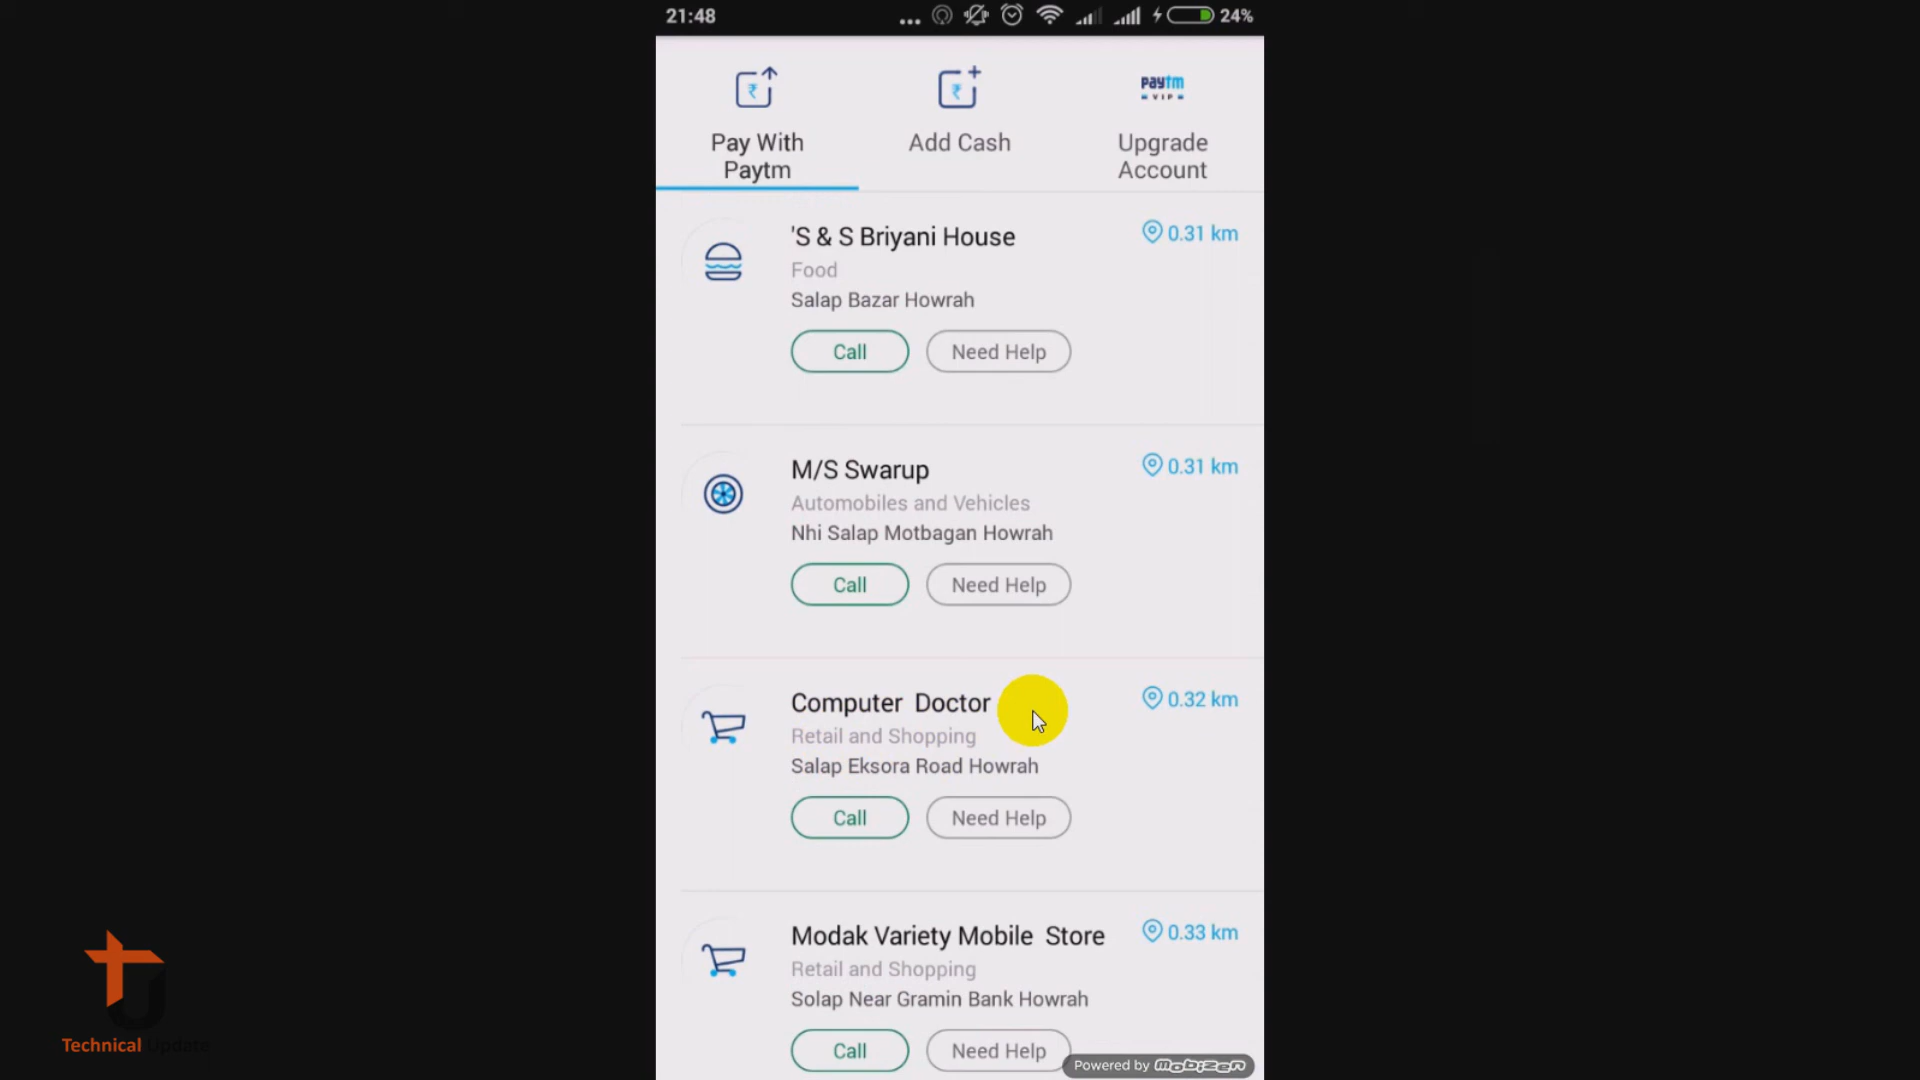 21:48
24%
Pay With
Paytm
Add Cash
paytm
VIP
Upgrade
Account
'S & S Briyani House
0.31 km
Food
Salap Bazar Howrah
Call
Need Help
M/S Swarup
0.31 km
Automobiles and Vehicles
Nhi Salap Motbagan Howrah
Call
Need Help
Computer Doctor
0.32 km
Retail and Shopping
Salap Eksora Road Howrah
Call
Need Help
Modak Variety Mobile Store
0.33 km
Retail and Shopping
Solap Near Gramin Bank Howrah
Call
Need Help
Powered by mobizen
Technical Update